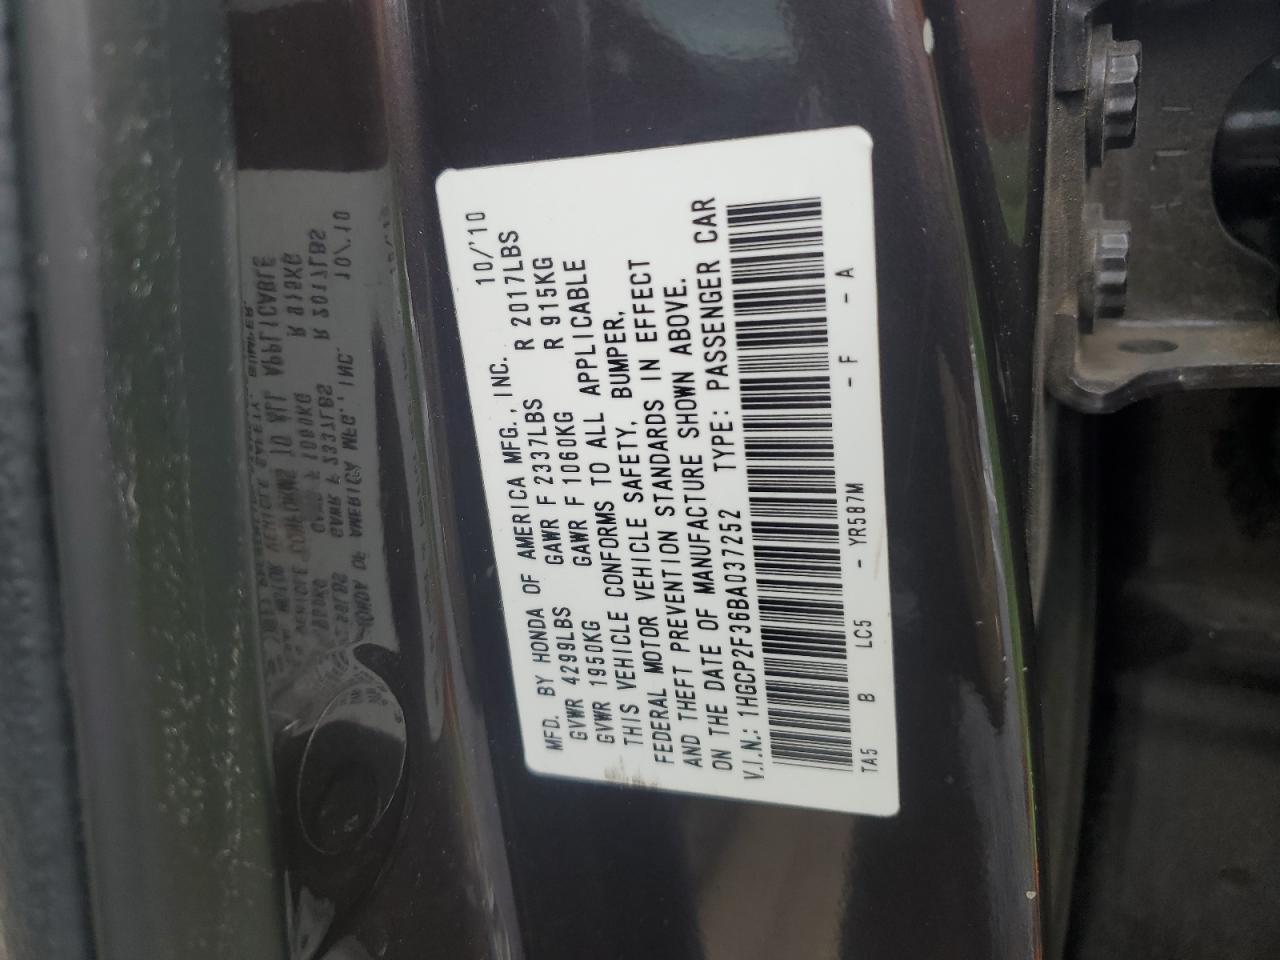 MFD. BY HONDA OF AMERICA MFG., INC. 10/'10
GVWR 4299LBS GAWR F 2337LBS R 2017LBS
GVWR 1950KG GAWR F 1060KG R 915KG
THIS VEHICLE CONFORMS TO ALL APPLICABLE
FEDERAL MOTOR VEHICLE SAFETY, BUMPER,
AND THEFT PREVENTION STANDARDS IN EFFECT
ON THE DATE OF MANUFACTURE SHOWN ABOVE.
V.I.N.: 1HGCP2F36BA037252 TYPE: PASSENGER CAR
TA5 B LC5 - YR587M - F - A